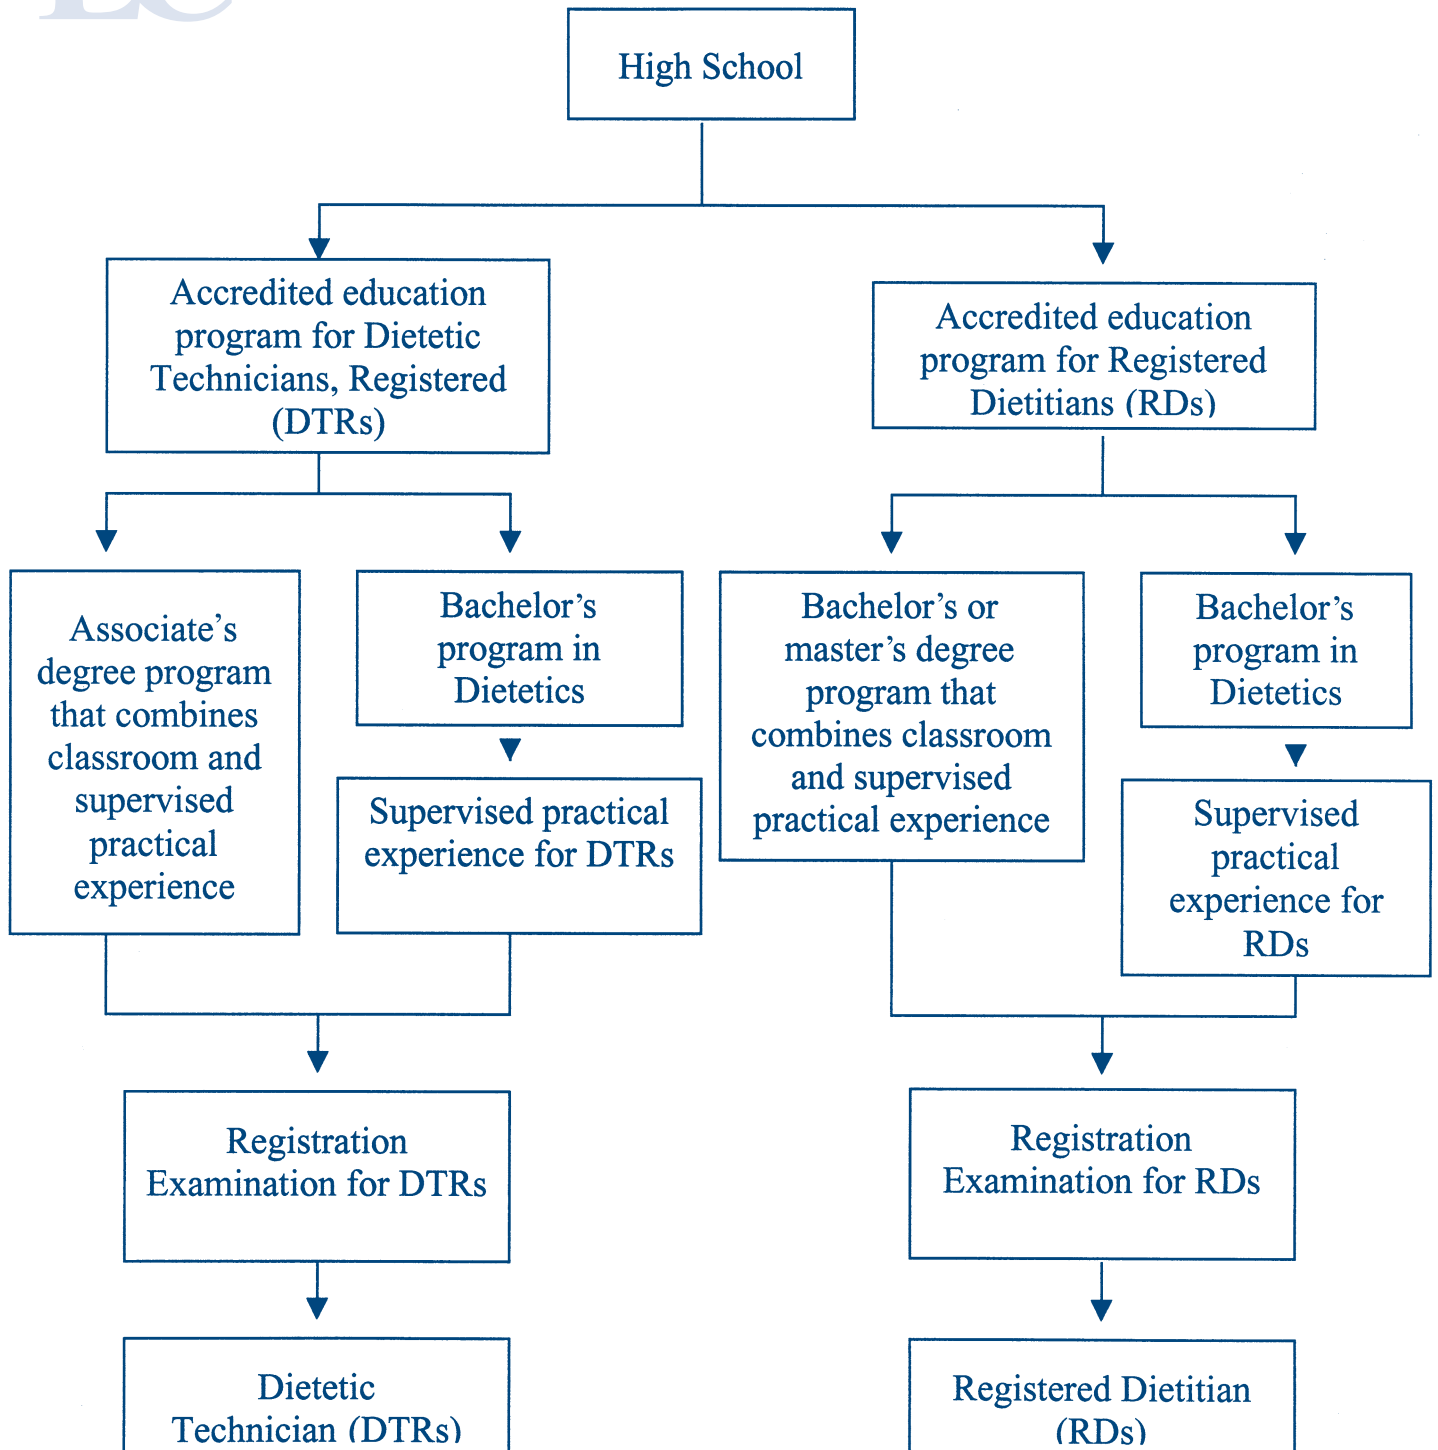 High School
Accredited education
program for Dietetic
Technicians, Registered
(DTRs)
Accredited education
program for Registered
Dietitians (RDs)
Associate’s
degree program
that combines
classroom and
supervised
practical
experience
Bachelor’s
program in
Dietetics
Supervised practical
experience for DTRs
Bachelor’s or
master’s degree
program that
combines classroom
and supervised
practical experience
Bachelor’s
program in
Dietetics
Supervised
practical
experience for
RDs
Registration
Examination for DTRs
Registration
Examination for RDs
Dietetic
Technician (DTRs)
Registered Dietitian
(RDs)